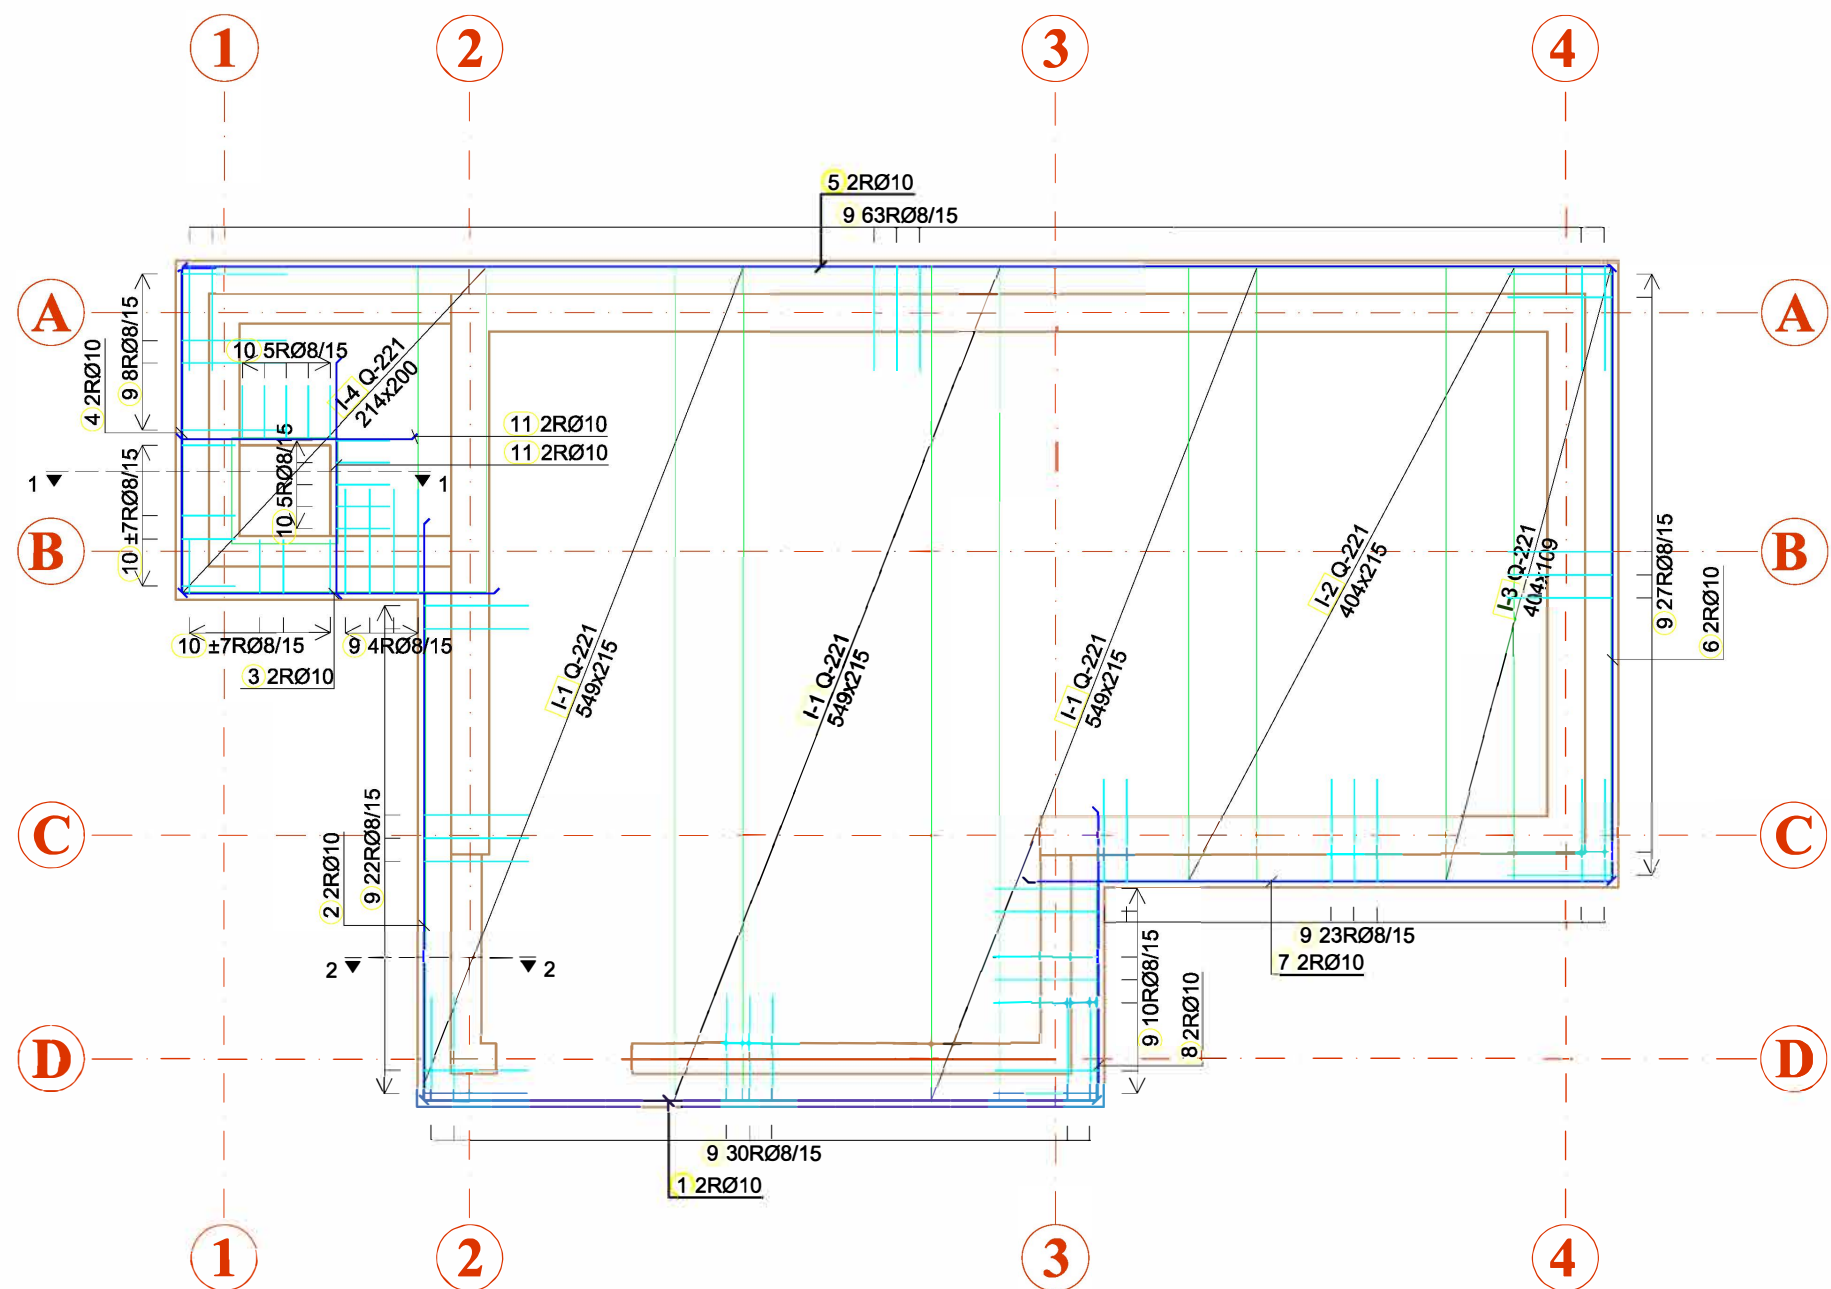 1 2 3 4
5 2RØ10
9 63RØ8/15
A A
9 8RØ8/15
4 2RØ10
10 5RØ8/15
I-4 Q-221
214x200
11 2RØ10
11 2RØ10
10 5RØ8/15
1 1
10 ±7RØ8/15
B B
I-2 Q-221
404x215
I-3 Q-221
404x109
9 27RØ8/15
6 2RØ10
10 ±7RØ8/15
9 4RØ8/15
3 2RØ10
I-1 Q-221
549x215
I-1 Q-221
549x215
I-1 Q-221
549x215
C C
9 22RØ8/15
2 2RØ10
9 23RØ8/15
7 2RØ10
2 2
9 10RØ8/15
8 2RØ10
D D
9 30RØ8/15
1 2RØ10
1 2 3 4